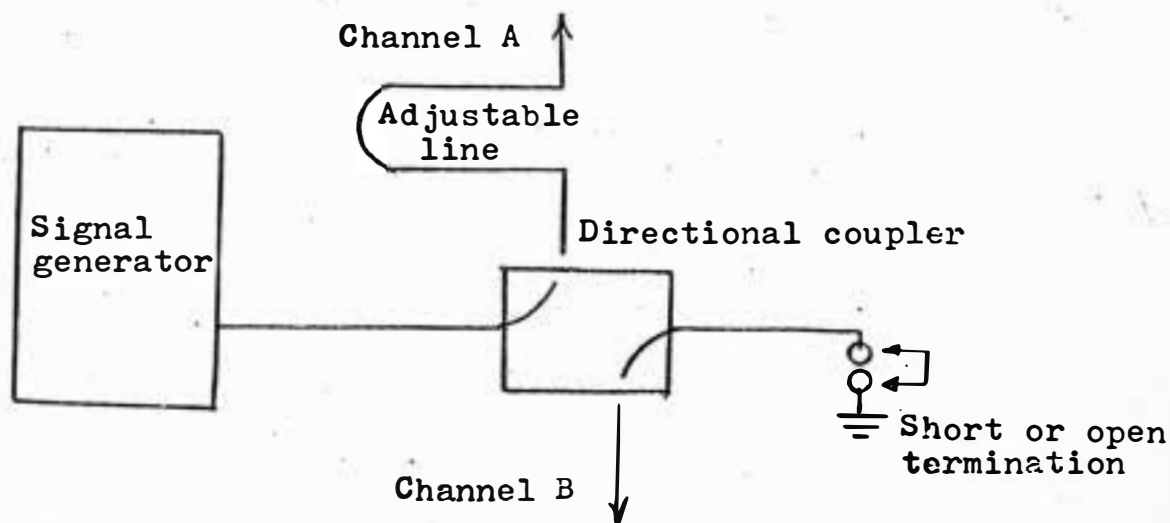 Channel A
Adjustable
line
Signal
generator
Directional coupler
Short or open
termination
Channel B